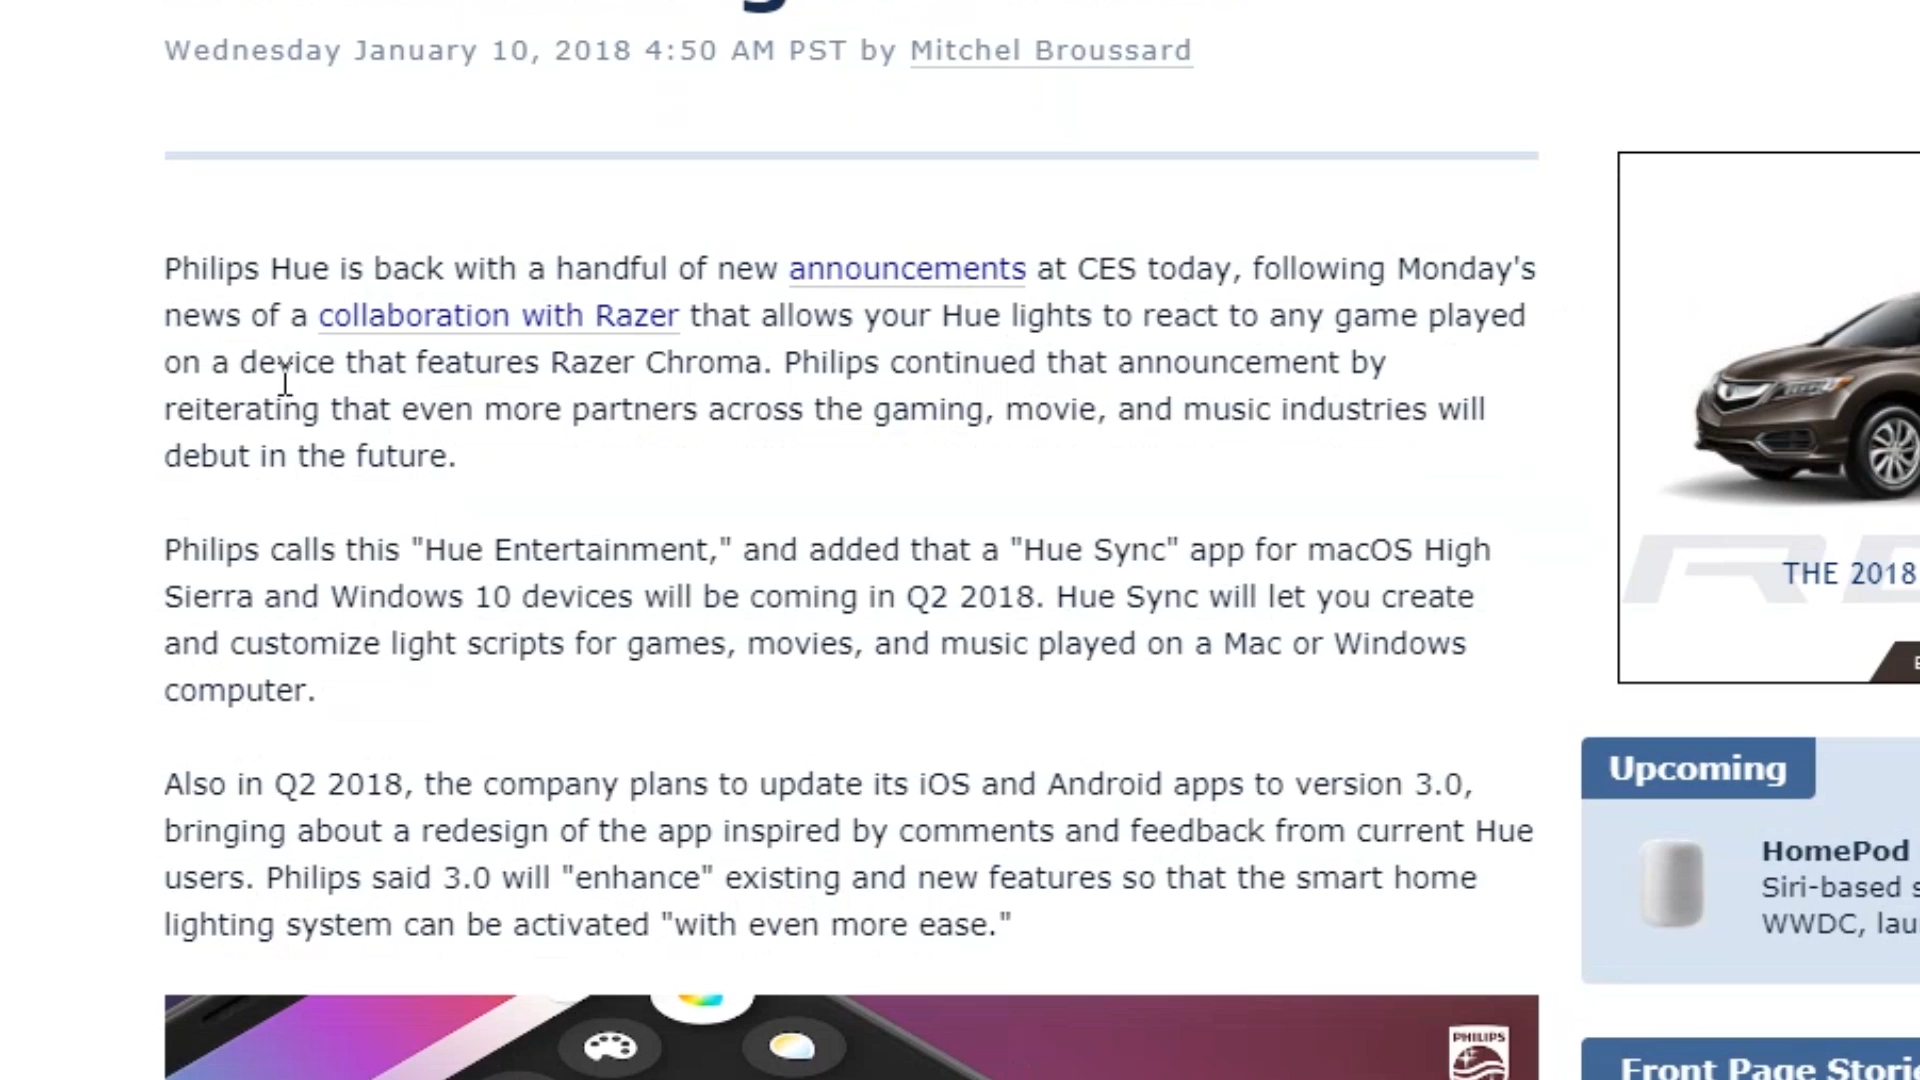 Wednesday January 10, 2018 4:50 AM PST by Mitchel Broussard
Philips Hue is back with a handful of new announcements at CES today, following Monday's
news of a collaboration with Razer that allows your Hue lights to react to any game played
on a device that features Razer Chroma. Philips continued that announcement by
reiterating that even more partners across the gaming, movie, and music industries will
debut in the future.
Philips calls this "Hue Entertainment," and added that a "Hue Sync" app for macOS High
Sierra and Windows 10 devices will be coming in Q2 2018. Hue Sync will let you create
and customize light scripts for games, movies, and music played on a Mac or Windows
computer.
Also in Q2 2018, the company plans to update its iOS and Android apps to version 3.0,
bringing about a redesign of the app inspired by comments and feedback from current Hue
users. Philips said 3.0 will "enhance" existing and new features so that the smart home
lighting system can be activated "with even more ease."
PHILIPS
THE 2018
Upcoming
HomePod
Siri-based
WWDC,
Front Page